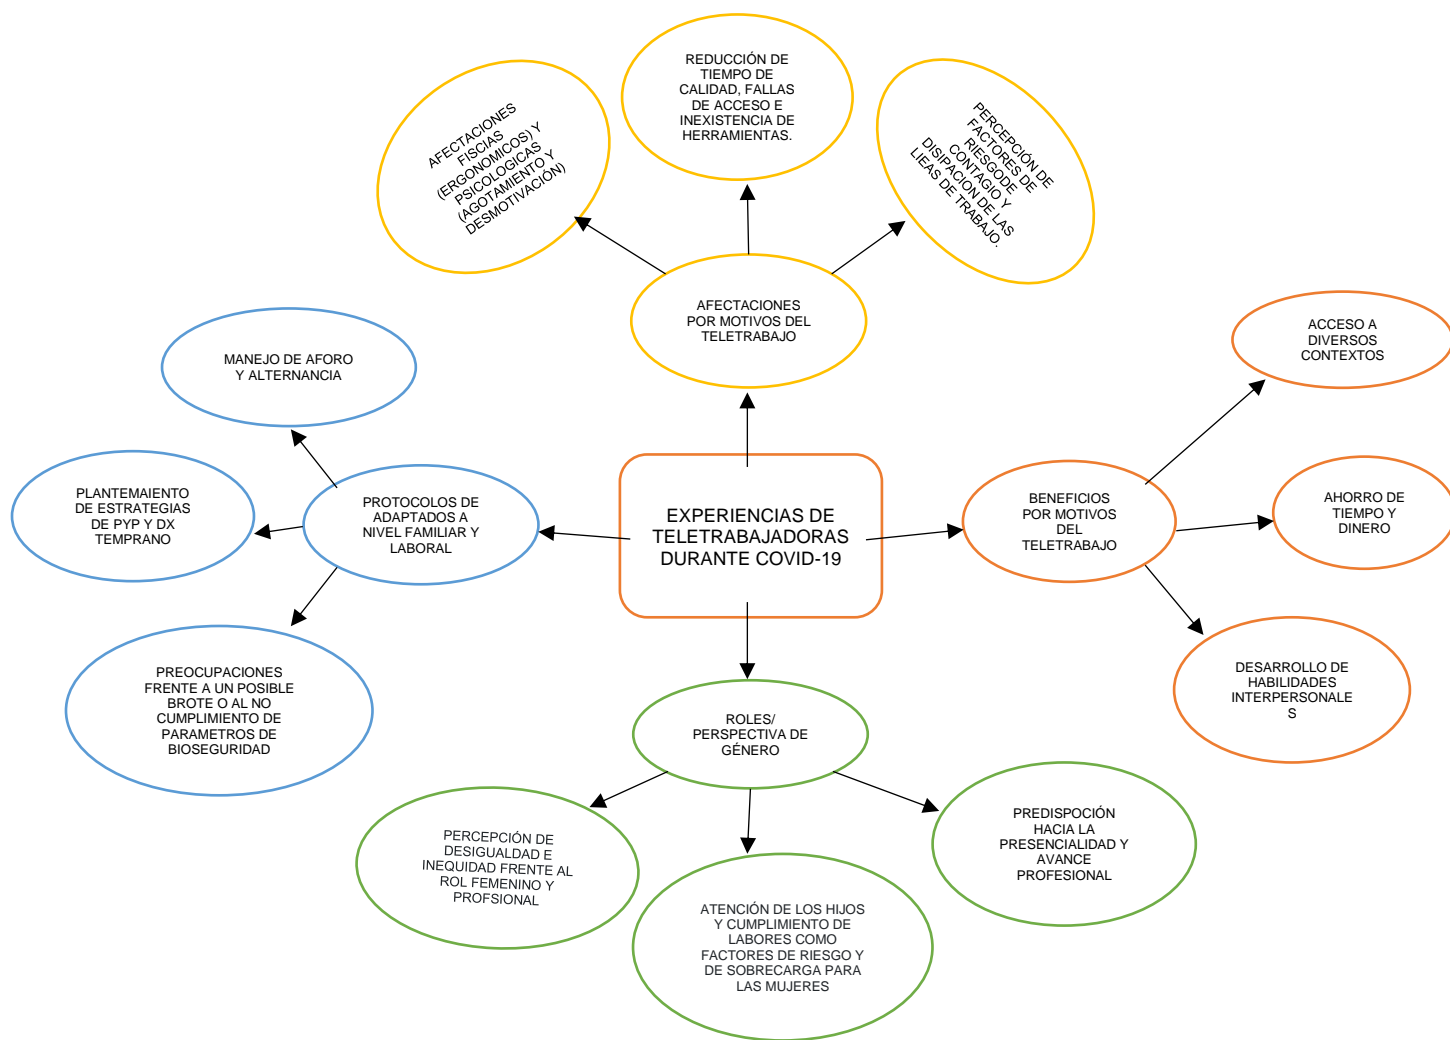 REDUCCIÓN DE
TIEMPO DE
CALIDAD, FALLAS
DE ACCESO E
INEXISTENCIA DE
HERRAMIENTAS.
AFECTACIONES
FISCIAS
(ERGONOMICOS) Y
PSICOLOGICAS
(AGOTAMIENTO Y
DESMOTIVACIÓN)
PERCEPCIÓN DE
FACTORES DE
RIESGODE
CONTAGIO Y
DISIPACION DE LAS
LIEAS DE TRABAJO.
AFECTACIONES
POR MOTIVOS DEL
TELETRABAJO
MANEJO DE AFORO
Y ALTERNANCIA
PLANTEMAIENTO
DE ESTRATEGIAS
DE PYP Y DX
TEMPRANO
PROTOCOLOS DE
ADAPTADOS A
NIVEL FAMILIAR Y
LABORAL
PREOCUPACIONES
FRENTE A UN POSIBLE
BROTE O AL NO
CUMPLIMIENTO DE
PARAMETROS DE
BIOSEGURIDAD
EXPERIENCIAS DE
TELETRABAJADORAS
DURANTE COVID-19
BENEFICIOS
POR MOTIVOS
DEL
TELETRABAJO
ACCESO A
DIVERSOS
CONTEXTOS
AHORRO DE
TIEMPO Y
DINERO
DESARROLLO DE
HABILIDADES
INTERPERSONALE
S
ROLES/
PERSPECTIVA DE
GÉNERO
PERCEPCIÓN DE
DESIGUALDAD E
INEQUIDAD FRENTE AL
ROL FEMENINO Y
PROFSIONAL
ATENCIÓN DE LOS HIJOS
Y CUMPLIMIENTO DE
LABORES COMO
FACTORES DE RIESGO Y
DE SOBRECARGA PARA
LAS MUJERES
PREDISPOCIÓN
HACIA LA
PRESENCIALIDAD Y
AVANCE
PROFESIONAL